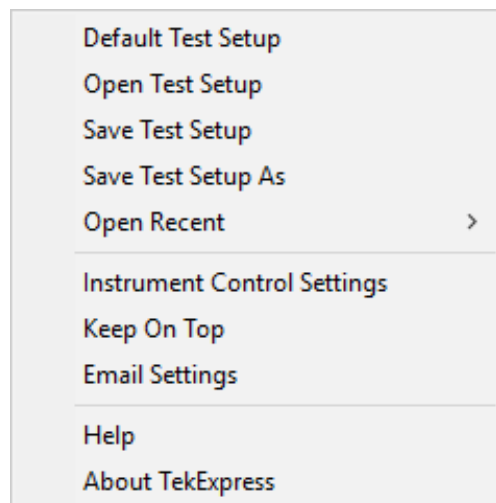 Default Test Setup
Open Test Setup
Save Test Setup
Save Test Setup As
Open Recent
Instrument Control Settings
Keep On Top
Email Settings
Help
About TekExpress